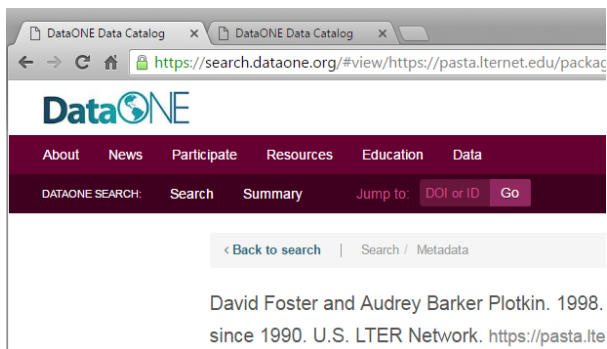 DataONE Data Catalog DataONE Data Catalog
https://search.dataone.org/#view/https://pasta.lternet.edu/packag
DataONE
About News Participate Resources Education Data
DATAONE SEARCH: Search Summary Jump to: DOI or ID Go
‹ Back to search | Search / Metadata
David Foster and Audrey Barker Plotkin. 1998.
since 1990. U.S. LTER Network. https://pasta.lte